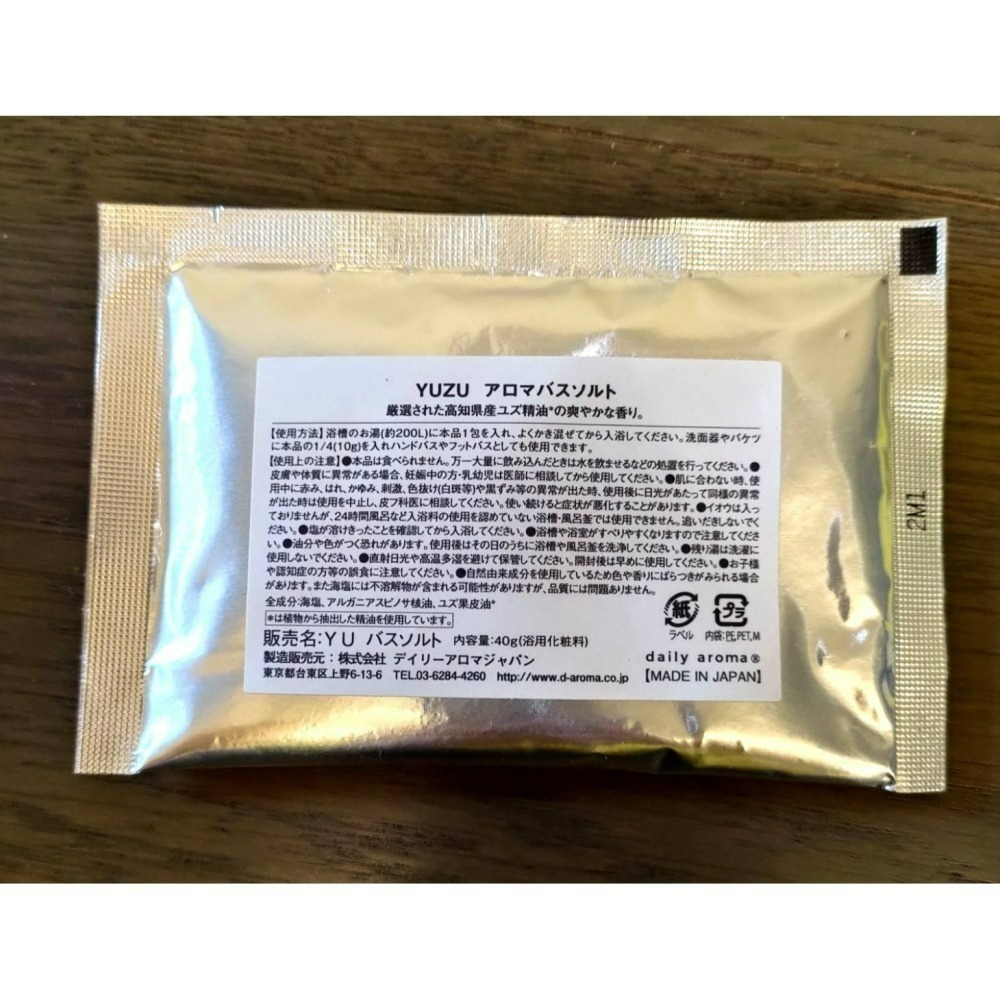 YUZU アロマバスソルト
厳選された高知県産ユズ精油*の爽やかな香り。
【使用方法】浴槽のお湯(約200L)に本品1包を入れ、よくかき混ぜてから入浴してください。洗面器やバケツ
に本品の1/4(10g)を入れハンドバスやフットバスとしても使用できます。
【使用上の注意】●本品は食べられません。万一大量に飲み込んだときは水を飲ませるなどの処置を行ってください。●
皮膚や体質に異常がある場合、妊娠中の方・乳幼児は医師に相談してから使用してください。●肌に合わない時、使
用中に赤み、はれ、かゆみ、刺激、色抜け(白斑等)や黒ずみ等の異常が出た時、使用後に日光があたって同様の異常
が出た時は使用を中止し、皮フ科医に相談してください。使い続けると症状が悪化することがあります。●イオウは入っ
ておりませんが、24時間風呂など入浴料の使用を認めていない浴槽・風呂釜では使用できません。追いだきしないでく
ださい。●塩が溶けきったことを確認してから入浴してください。●浴槽や浴室がすべりやすくなりますので注意してくださ
い。●油分や色がつく恐れがあります。使用後はその日のうちに浴槽や風呂釜を洗浄してください。●残り湯は洗濯に
使用しないでください。●直射日光や高温多湿を避けて保管してください。開封後は早めに使用してください。●お子様
や認知症の方等の誤食に注意してください。●自然由来成分を使用しているため色や香りにばらつきがみられる場合
があります。また海塩には不溶解物が含まれる可能性がありますが、品質には問題ありません。
全成分:海塩、アルガニアスピノサ核油、ユズ果皮油*
*は植物から抽出した精油を使用しています。
紙
ラベル
プラ
内袋:PE,PET,M
販売名:YU バスソルト 内容量:40g(浴用化粧料)
製造販売元:株式会社 デイリーアロマジャパン
daily aroma®
東京都台東区上野6-13-6 TEL.03-6284-4260 http://www.d-aroma.co.jp
【MADE IN JAPAN】
2M1